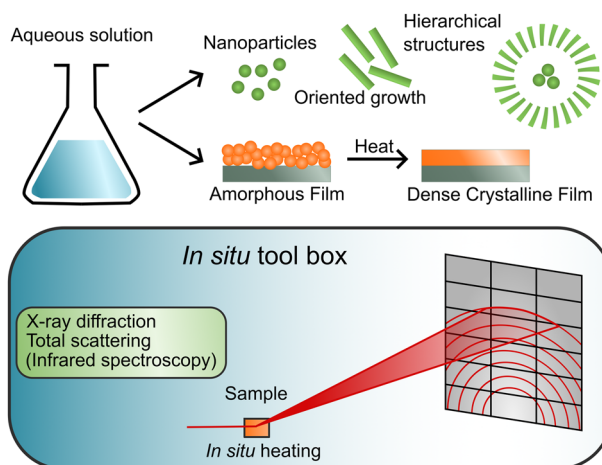 Aqueous solution
Nanoparticles
Oriented growth
Hierarchical
structures
Amorphous Film
Heat
Dense Crystalline Film
In situ tool box
X-ray diffraction
Total scattering
(Infrared spectroscopy)
Sample
In situ heating